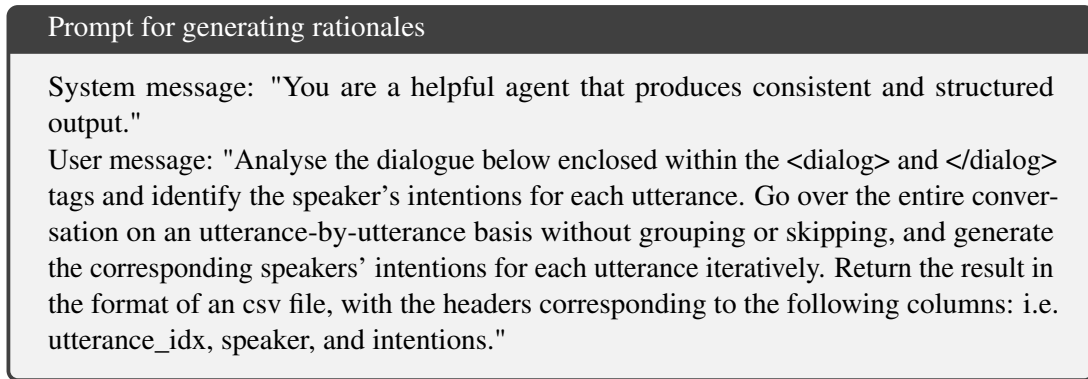 Prompt for generating rationales
System message: "You are a helpful agent that produces consistent and structured
output."
User message: "Analyse the dialogue below enclosed within the <dialog> and </dialog>
tags and identify the speaker's intentions for each utterance. Go over the entire conver-
sation on an utterance-by-utterance basis without grouping or skipping, and generate
the corresponding speakers' intentions for each utterance iteratively. Return the result in
the format of an csv file, with the headers corresponding to the following columns: i.e.
utterance_idx, speaker, and intentions."